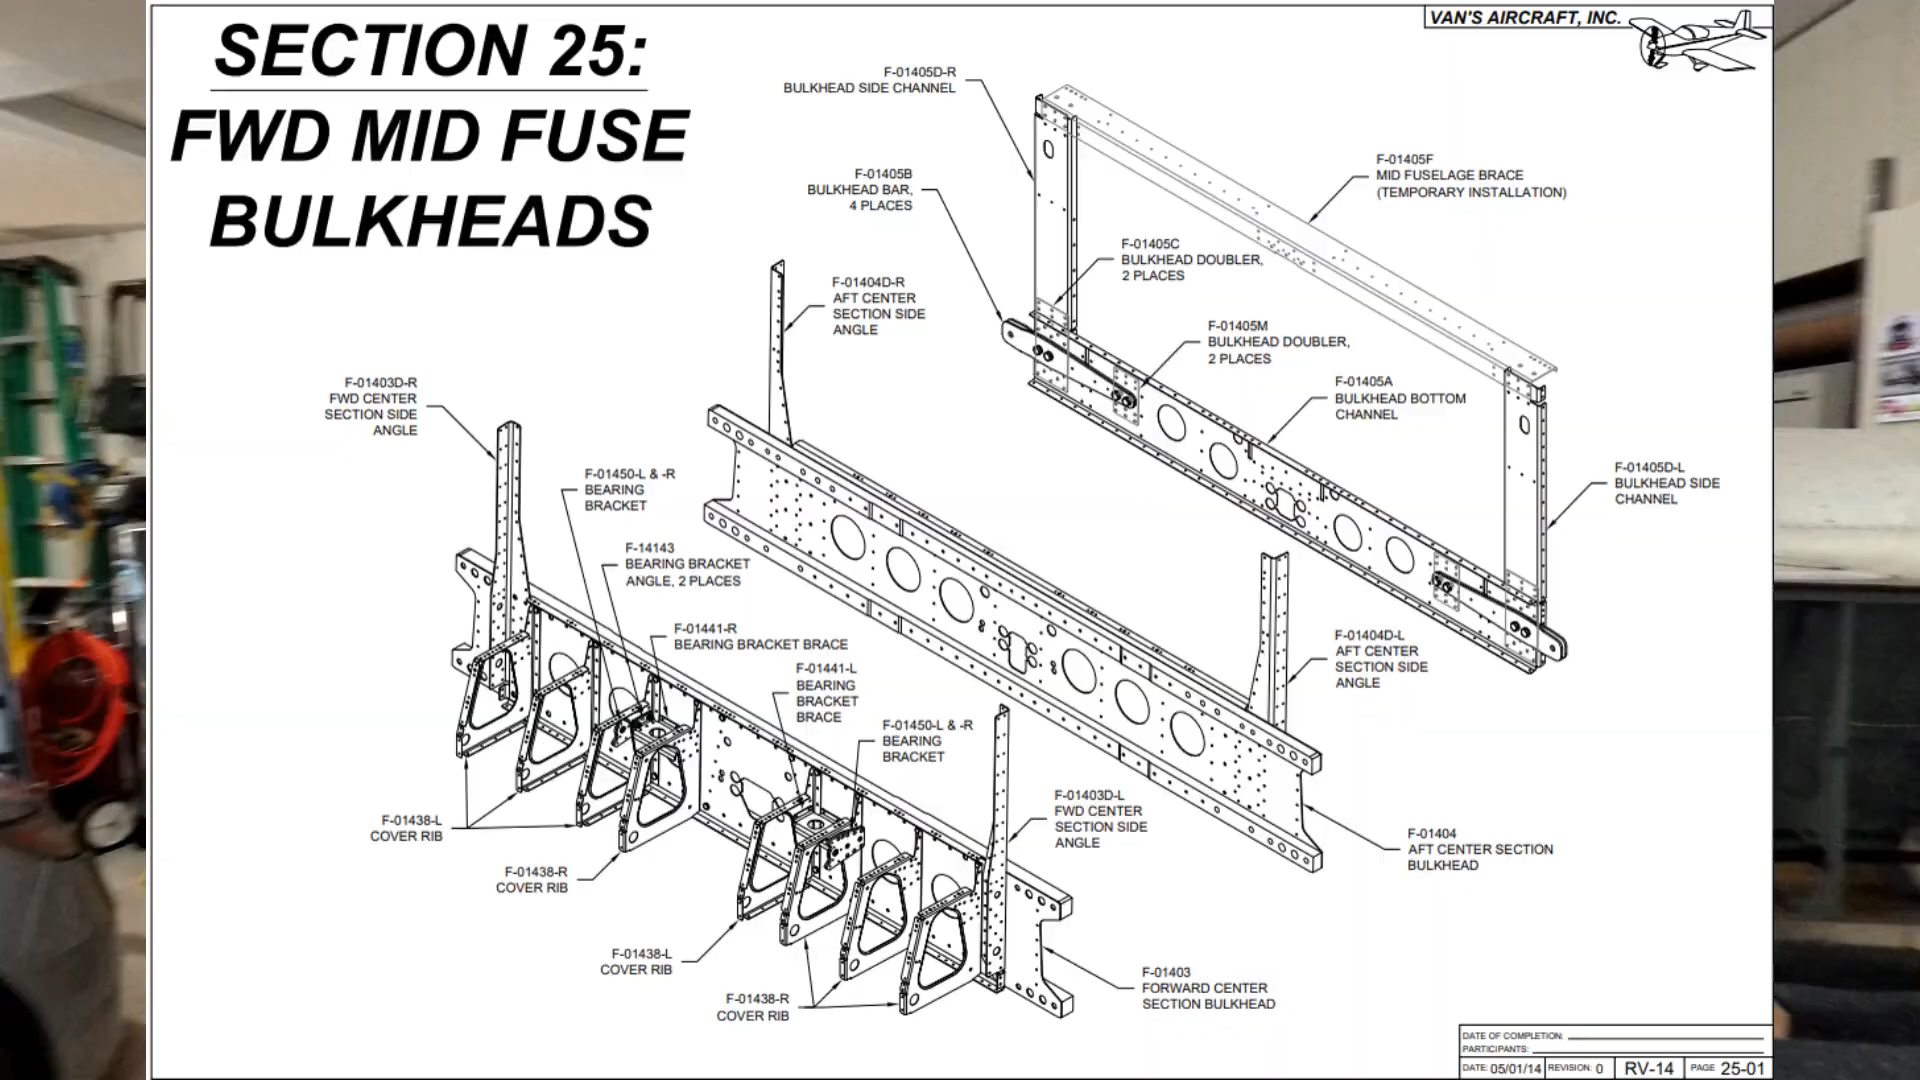 SECTION 25:
FWD MID FUSE
BULKHEADS
VAN'S AIRCRAFT, INC.
F-01405D-R
BULKHEAD SIDE CHANNEL
F-01405F
MID FUSELAGE BRACE
(TEMPORARY INSTALLATION)
F-01405B
BULKHEAD BAR,
4 PLACES
F-01405C
BULKHEAD DOUBLER,
2 PLACES
F-01404D-R
AFT CENTER
SECTION SIDE
ANGLE
F-01405M
BULKHEAD DOUBLER,
2 PLACES
F-01405A
BULKHEAD BOTTOM
CHANNEL
F-01403D-R
FWD CENTER
SECTION SIDE
ANGLE
F-01405D-L
BULKHEAD SIDE
CHANNEL
F-01450-L & -R
BEARING
BRACKET
F-14143
BEARING BRACKET
ANGLE, 2 PLACES
F-01441-R
BEARING BRACKET BRACE
F-01404D-L
AFT CENTER
SECTION SIDE
ANGLE
F-01441-L
BEARING
BRACKET
BRACE
F-01450-L & -R
BEARING
BRACKET
F-01403D-L
FWD CENTER
SECTION SIDE
ANGLE
F-01438-L
COVER RIB
F-01404
AFT CENTER SECTION
BULKHEAD
F-01438-R
COVER RIB
F-01438-L
COVER RIB
F-01403
FORWARD CENTER
SECTION BULKHEAD
F-01438-R
COVER RIB
DATE OF COMPLETION:
PARTICIPANTS:
DATE: 05/01/14 REVISION: 0 RV-14 PAGE 25-01